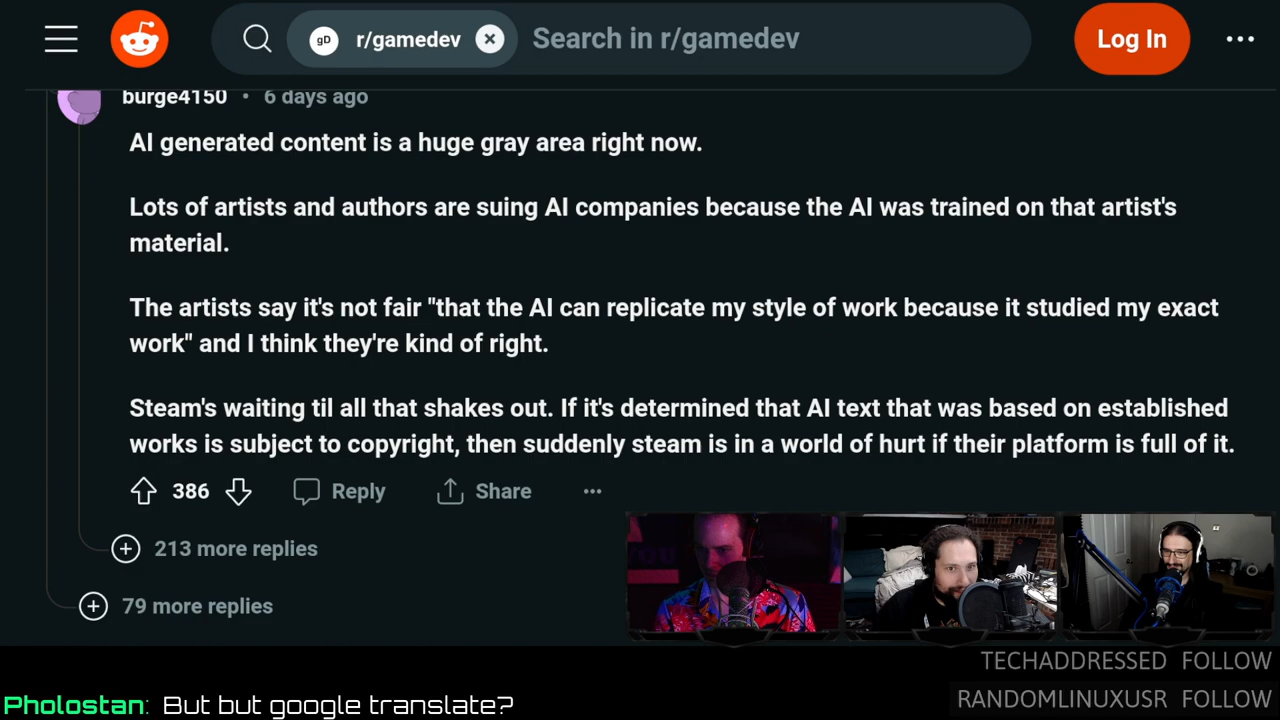 gD r/gamedev Search in r/gamedev Log In
burge4150 • 6 days ago
AI generated content is a huge gray area right now.
Lots of artists and authors are suing AI companies because the AI was trained on that artist's
material.
The artists say it's not fair "that the AI can replicate my style of work because it studied my exact
work" and I think they're kind of right.
Steam's waiting til all that shakes out. If it's determined that AI text that was based on established
works is subject to copyright, then suddenly steam is in a world of hurt if their platform is full of it.
386 Reply Share
213 more replies
79 more replies
TECHADDRESSED FOLLOW
RANDOMLINUXUSR FOLLOW
Pholostan: But but google translate?